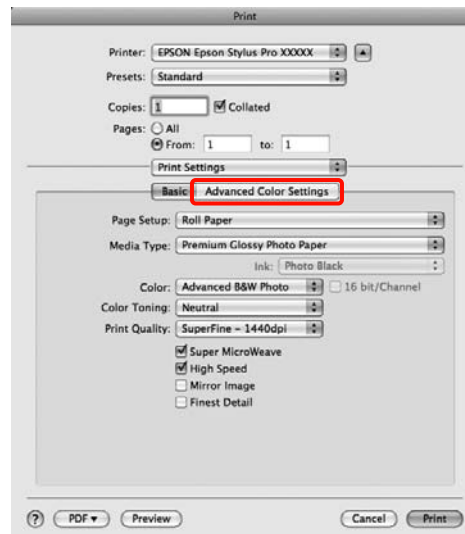 Print
Printer: EPSON Epson Stylus Pro XXXXX
Presets: Standard
Copies: 1 Collated
Pages: All
From: 1 to: 1
Print Settings
Basic Advanced Color Settings
Page Setup: Roll Paper
Media Type: Premium Glossy Photo Paper
Ink: Photo Black
Color: Advanced B&W Photo 16 bit/Channel
Color Toning: Neutral
Print Quality: SuperFine - 1440dpi
Super MicroWeave
High Speed
Mirror Image
Finest Detail
? PDF Preview Cancel Print